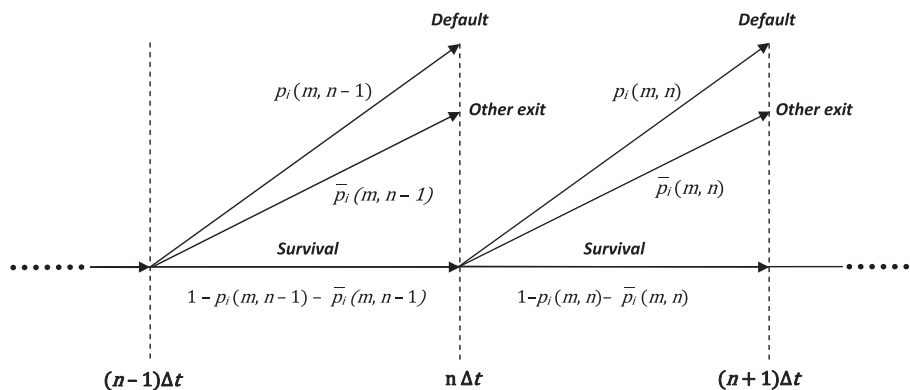 Default Default
p_i (m, n – 1) p_i (m, n)
Other exit Other exit
p̅_i (m, n – 1) p̅_i (m, n)
Survival Survival
1 – p_i (m, n – 1) – p̅_i (m, n – 1) 1 – p_i (m, n) – p̅_i (m, n)
(n – 1)Δt n Δt (n + 1)Δt